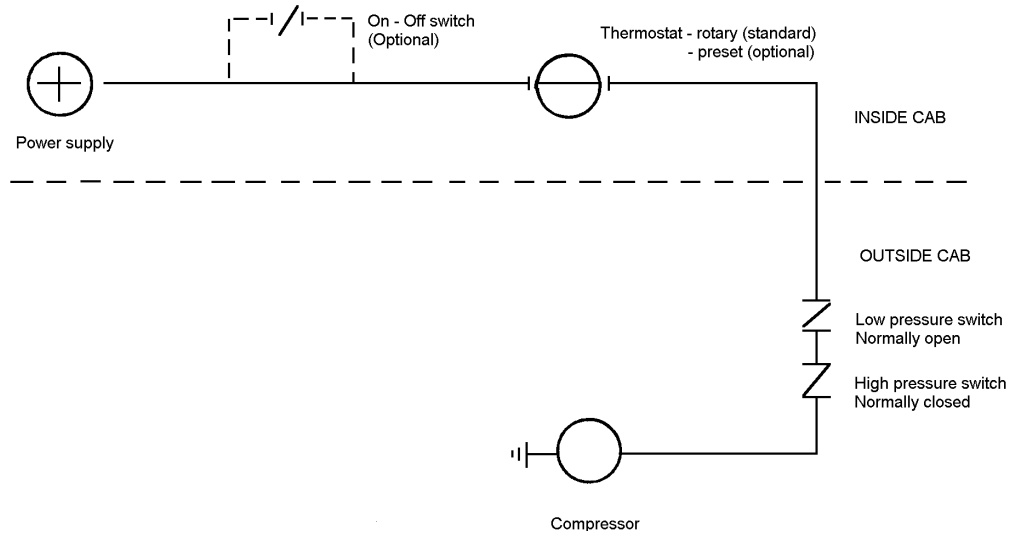 On - Off switch
(Optional)
Thermostat - rotary (standard)
- preset (optional)
Power supply
INSIDE CAB
OUTSIDE CAB
Low pressure switch
Normally open
High pressure switch
Normally closed
Compressor